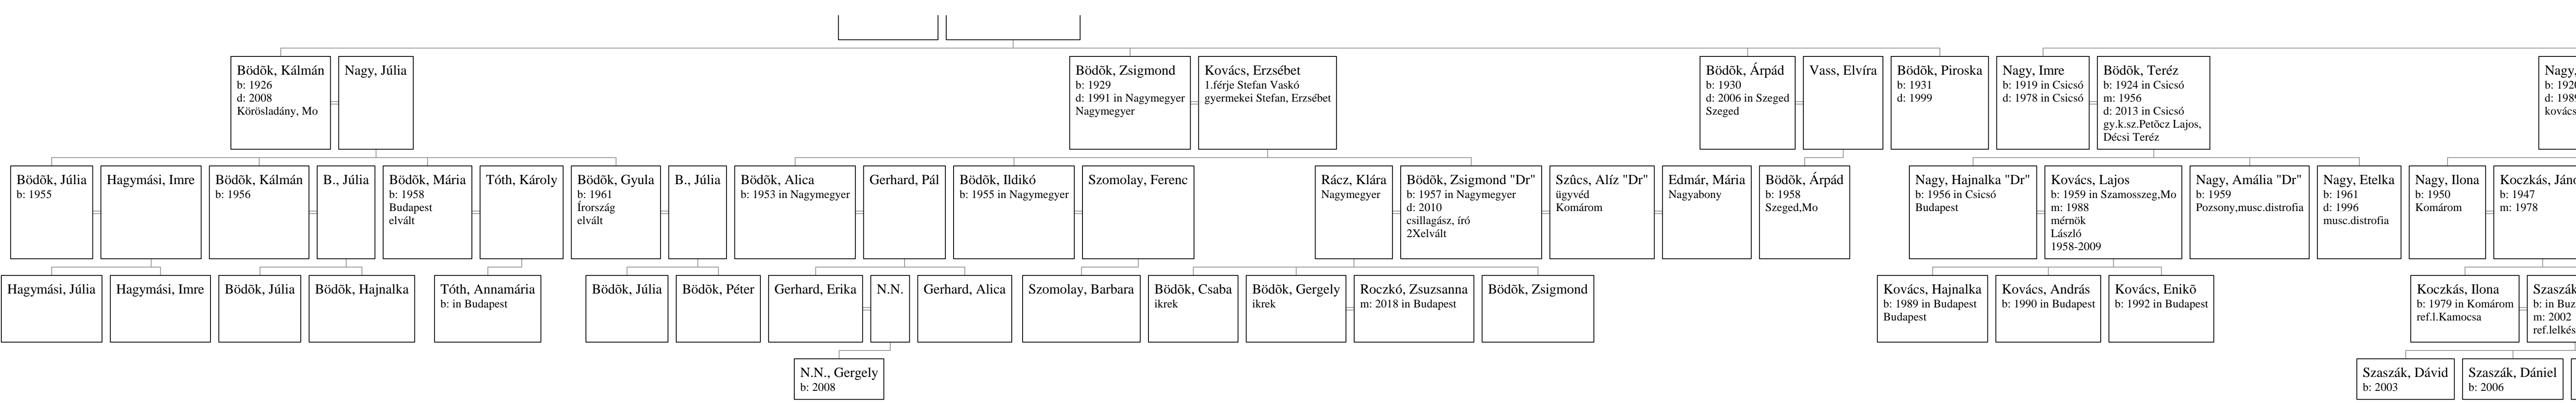 Bödõk, Kálmán
b: 1926
d: 2008
Körösladány, Mo
Nagy, Júlia
Bödõk, Zsigmond
b: 1929
d: 1991 in Nagymegyer
Nagymegyer
Kovács, Erzsébet
1.férje Stefan Vaskó
gyermekei Stefan, Erzsébet
Bödõk, Árpád
b: 1930
d: 2006 in Szeged
Szeged
Vass, Elvíra
Bödõk, Piroska
b: 1931
d: 1999
Nagy, Imre
b: 1919 in Csicsó
d: 1978 in Csicsó
Bödõk, Teréz
b: 1924 in Csicsó
m: 1956
d: 2013 in Csicsó
gy.k.sz.Petõcz Lajos,
Décsi Teréz
Nagy,
kovács
Bödõk, Júlia
b: 1955
Hagymási, Imre
Bödõk, Kálmán
b: 1956
B., Júlia
Bödõk, Mária
b: 1958
Budapest
elvált
Tóth, Károly
Bödõk, Gyula
b: 1961
Írország
elvált
B., Júlia
Bödõk, Alica
b: 1953 in Nagymegyer
Gerhard, Pál
Bödõk, Ildikó
b: 1955 in Nagymegyer
Szomolay, Ferenc
Rácz, Klára
Nagymegyer
Bödõk, Zsigmond "Dr"
b: 1957 in Nagymegyer
d: 2010
csillagász, író
2Xelvált
Szûcs, Alíz "Dr"
ügyvéd
Komárom
Edmár, Mária
Nagyabony
Bödõk, Árpád
b: 1958
Szeged,Mo
Nagy, Hajnalka "Dr"
b: 1956 in Csicsó
Budapest
Kovács, Lajos
b: 1959 in Szamosszeg,Mo
m: 1988
mérnök
László
1958-2009
Nagy, Amália "Dr"
b: 1959
Pozsony,musc.distrofia
Nagy, Etelka
b: 1961
d: 1996
musc.distrofia
Nagy, Ilona
b: 1950
Komárom
Koczkás, Jáno
b: 1947
m: 1978
Hagymási, Júlia
Hagymási, Imre
Bödõk, Júlia
Bödõk, Hajnalka
Tóth, Annamária
b: in Budapest
Bödõk, Júlia
Bödõk, Péter
Gerhard, Erika
N.N.
Gerhard, Alica
Szomolay, Barbara
Bödõk, Csaba
ikrek
Bödõk, Gergely
ikrek
Roczkó, Zsuzsanna
m: 2018 in Budapest
Bödõk, Zsigmond
Kovács, Hajnalka
b: 1989 in Budapest
Budapest
Kovács, András
b: 1990 in Budapest
Kovács, Enikõ
b: 1992 in Budapest
Koczkás, Ilona
b: 1979 in Komárom
ref.l.Kamocsa
Szaszák
b: in Buz
m: 2002
ref.lelkés
N.N., Gergely
b: 2008
Szaszák, Dávid
b: 2003
Szaszák, Dániel
b: 2006